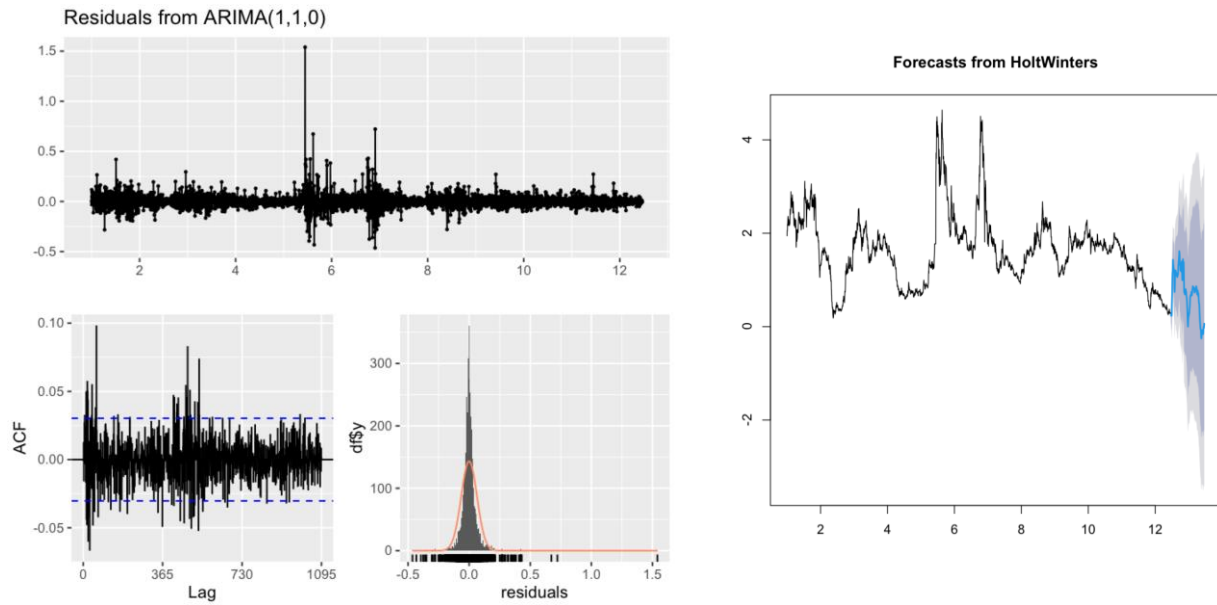 Residuals from ARIMA(1,1,0)
1.5
1.0
0.5
0.0
-0.5
2 4 6 8 10 12
0.10
0.05
0.00
-0.05
ACF
0 365 730 1095
Lag
300
200
100
0
df$y
-0.5 0.0 0.5 1.0 1.5
residuals
Forecasts from HoltWinters
4
2
0
-2
2 4 6 8 10 12